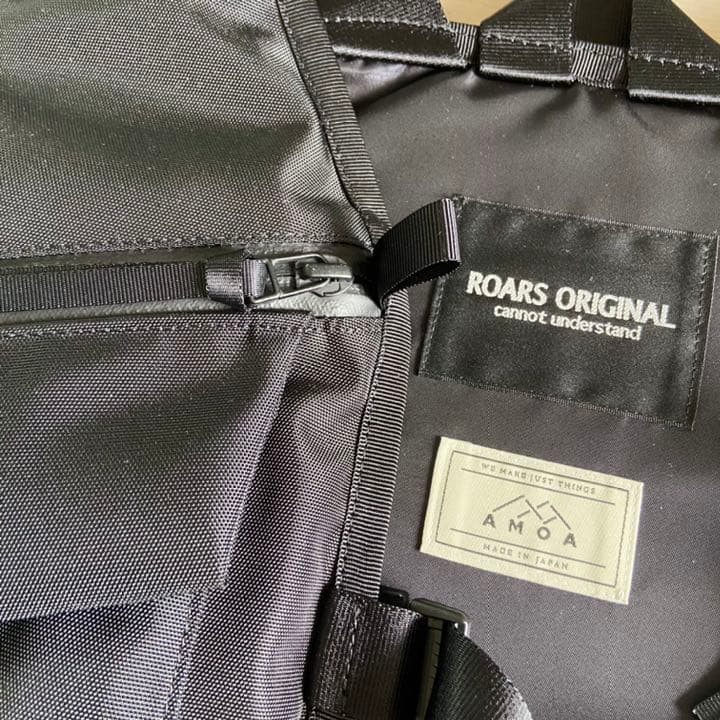 ROARS ORIGINAL
cannot understand
WE MAKE JUST THINGS
AMOA
MADE IN JAPAN